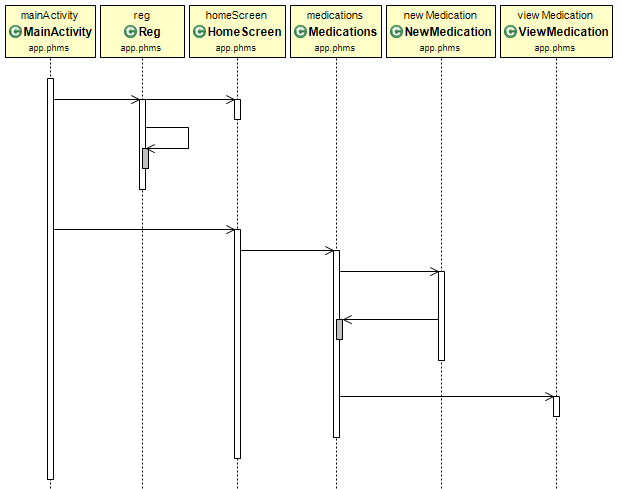 mainActivity
C MainActivity
app.phms
reg
C Reg
app.phms
homeScreen
C HomeScreen
app.phms
medications
C Medications
app.phms
new Medication
C NewMedication
app.phms
view Medication
C ViewMedication
app.phms